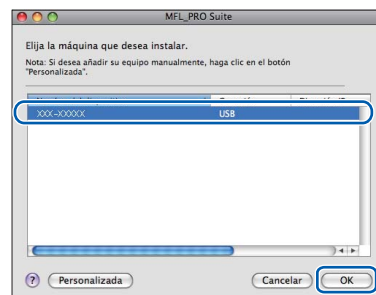 MFL_PRO Suite
Elija la máquina que desea instalar.
Nota: Si desea añadir su equipo manualmente, haga clic en el botón
"Personalizada".
XXX-XXXXX USB
? Personalizada Cancelar OK